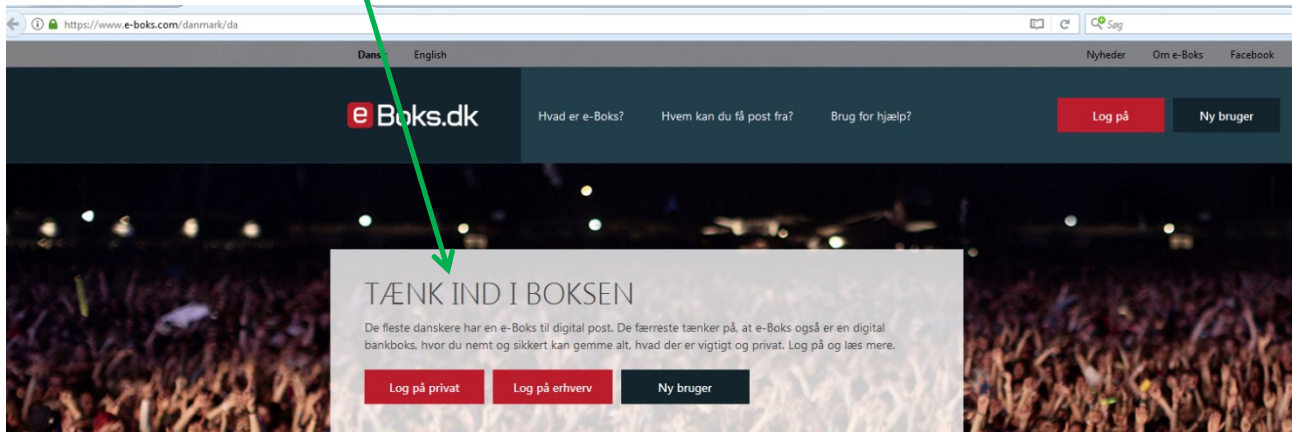 https://www.e-boks.com/danmark/da
Søg
Dansk English
Nyheder Om e-Boks Facebook
e Boks.dk
Hvad er e-Boks? Hvem kan du få post fra? Brug for hjælp?
Log på Ny bruger
TÆNK IND I BOKSEN
De fleste danskere har en e-Boks til digital post. De færreste tænker på, at e-Boks også er en digital
bankboks, hvor du nemt og sikkert kan gemme alt, hvad der er vigtigt og privat. Log på og læs mere.
Log på privat Log på erhverv Ny bruger